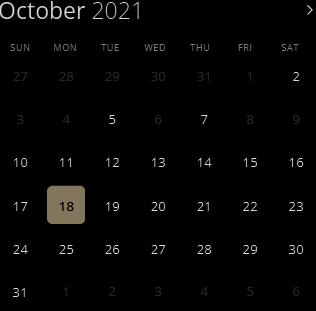 October 2021 >
SUN MON TUE WED THU FRI SAT
27 28 29 30 31 1 2
3 4 5 6 7 8 9
10 11 12 13 14 15 16
17 18 19 20 21 22 23
24 25 26 27 28 29 30
31 1 2 3 4 5 6